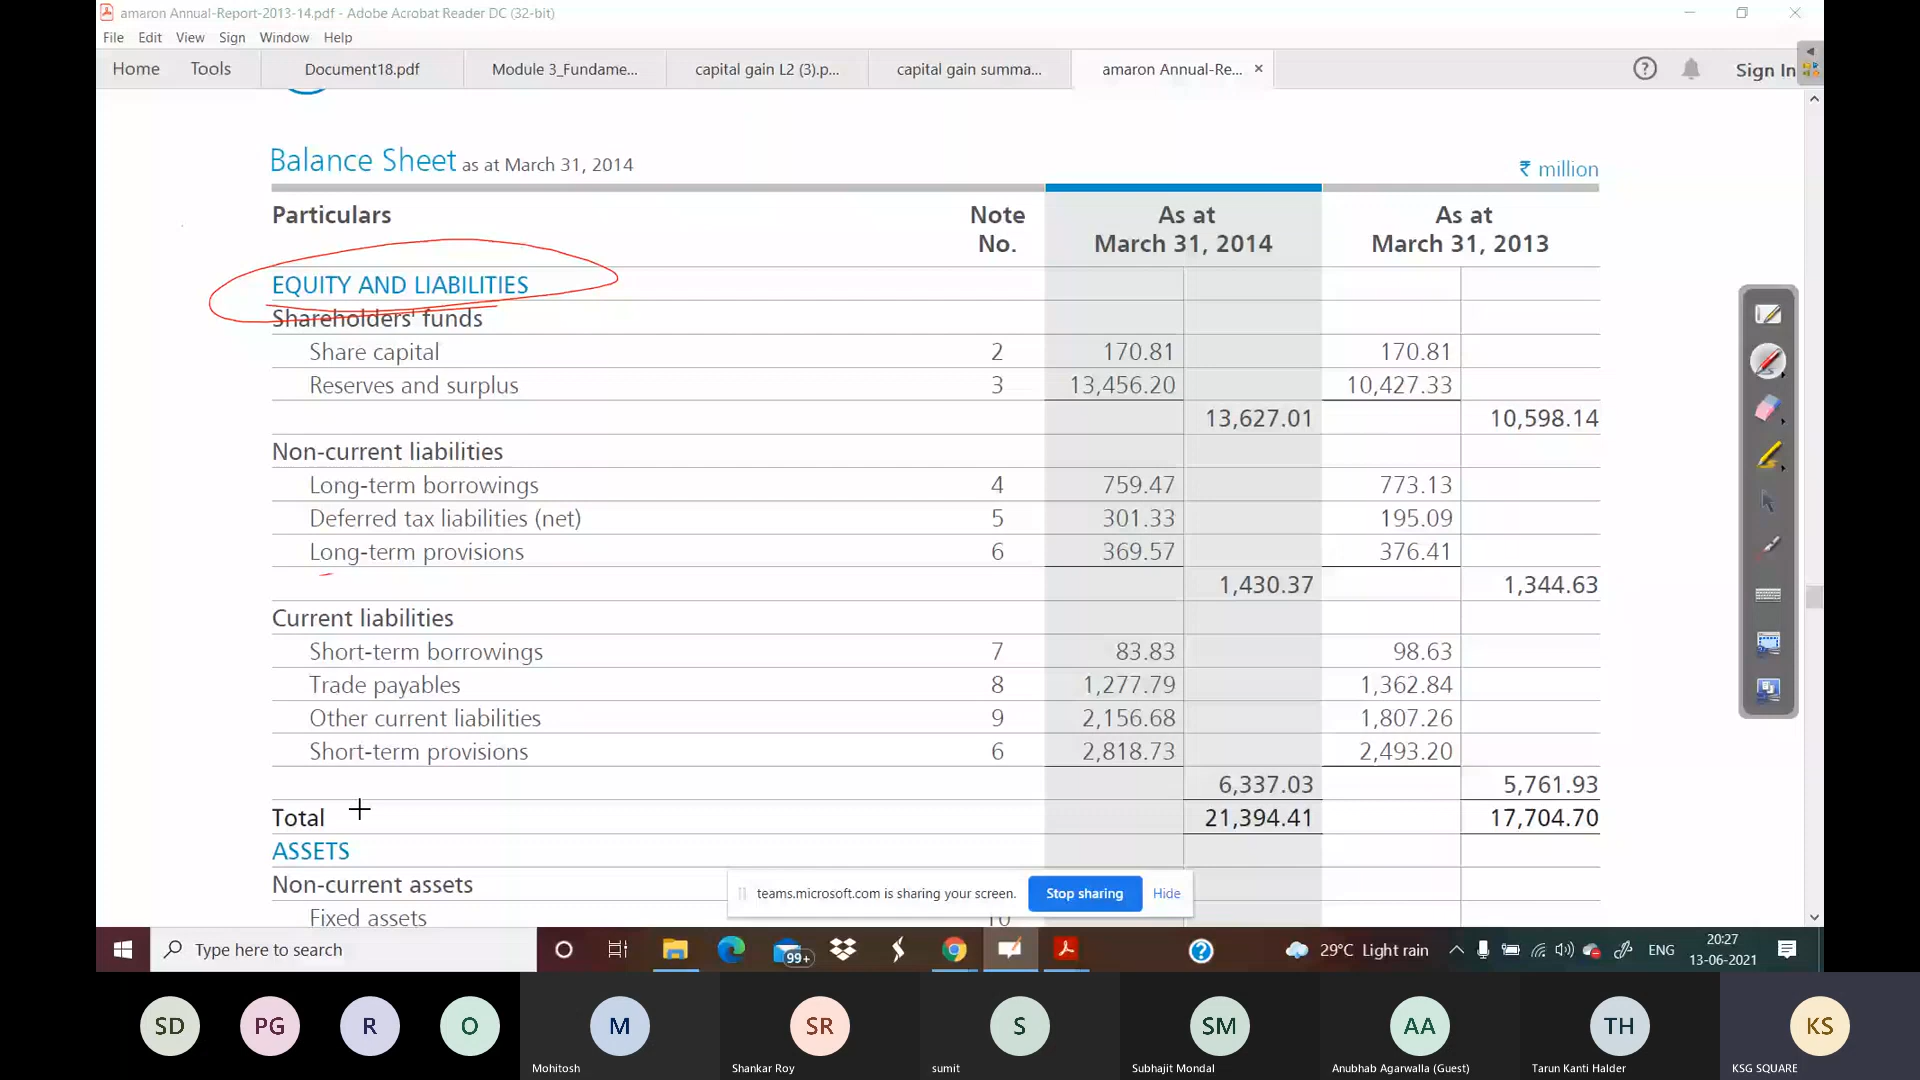 amaron Annual-Report-2013-14.pdf - Adobe Acrobat Reader DC (32-bit)
File Edit View Sign Window Help
Home Tools Document18.pdf Module 3_Fundame... capital gain L2 (3).p... capital gain summa... amaron Annual-Re... × Sign In
Balance Sheet as at March 31, 2014 ₹ million
Particulars Note No. As at March 31, 2014 As at March 31, 2013
EQUITY AND LIABILITIES
Shareholders' funds
Share capital 2 170.81 170.81
Reserves and surplus 3 13,456.20 10,427.33
13,627.01 10,598.14
Non-current liabilities
Long-term borrowings 4 759.47 773.13
Deferred tax liabilities (net) 5 301.33 195.09
Long-term provisions 6 369.57 376.41
1,430.37 1,344.63
Current liabilities
Short-term borrowings 7 83.83 98.63
Trade payables 8 1,277.79 1,362.84
Other current liabilities 9 2,156.68 1,807.26
Short-term provisions 6 2,818.73 2,493.20
6,337.03 5,761.93
Total 21,394.41 17,704.70
ASSETS
Non-current assets
Fixed assets 10
teams.microsoft.com is sharing your screen. Stop sharing Hide
Type here to search 99+ 29°C Light rain ENG 20:27
13-06-2021
SD PG R O M SR S SM AA TH KS
Mohitosh Shankar Roy sumit Subhajit Mondal Anubhab Agarwalla (Guest) Tarun Kanti Halder KSG SQUARE